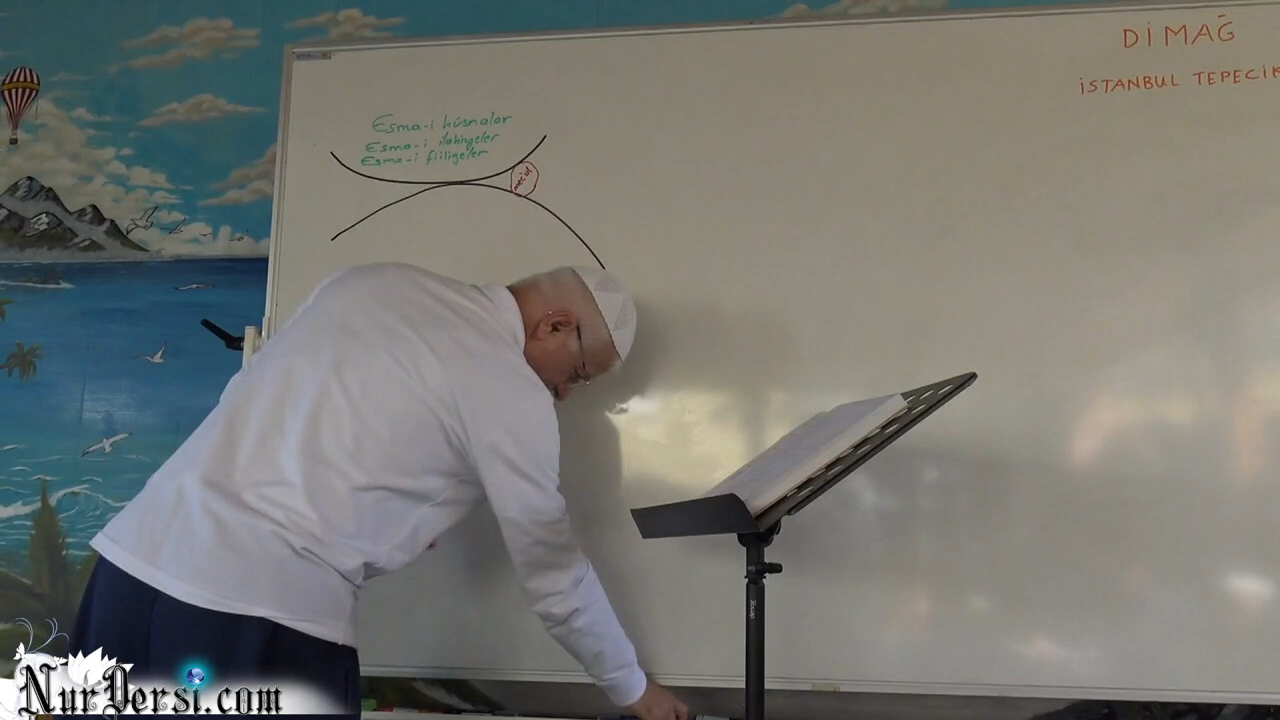 DİMAĞ
İSTANBUL TEPECİK
Esma-i hüsnalar
Esma-i ilahiyeler
Esma-i fiiliyeler
NurDersi.com